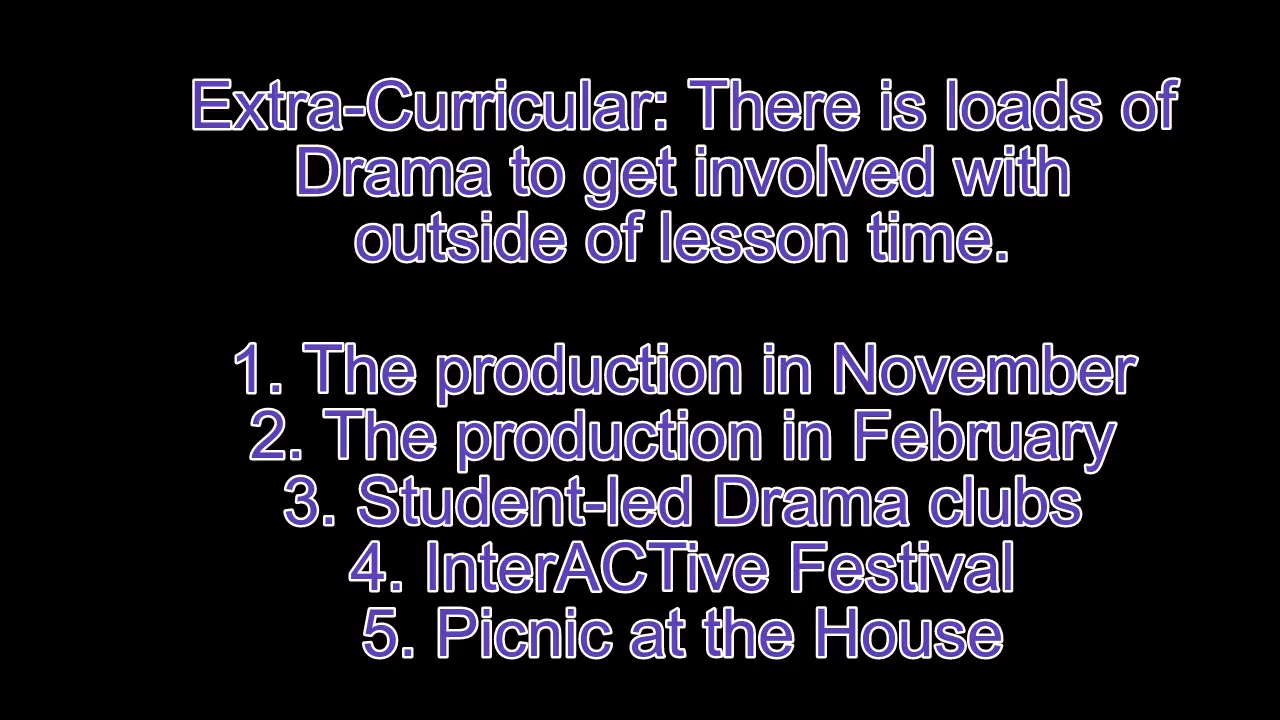 Extra-Curricular: There is loads of
Drama to get involved with
outside of lesson time.
1. The production in November
2. The production in February
3. Student-led Drama clubs
4. InterACTive Festival
5. Picnic at the House